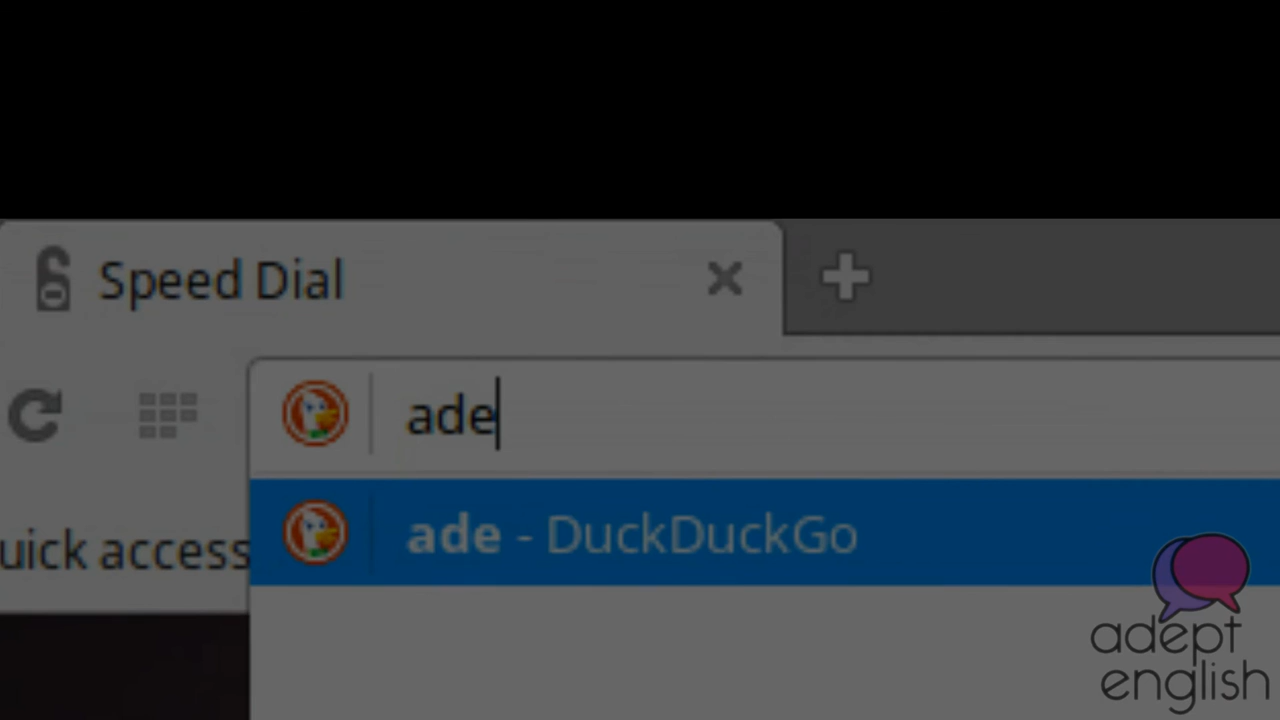 Speed Dial
ade
ade - DuckDuckGo
uick access
adept
english